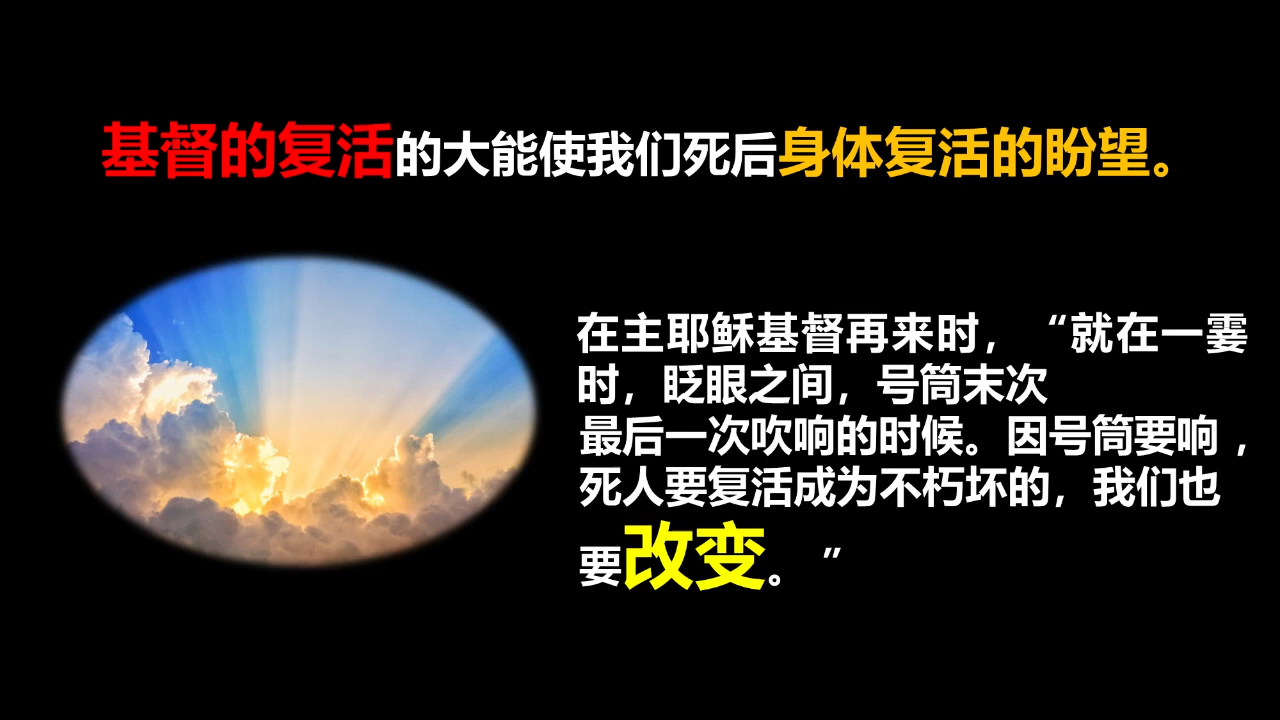 基督的复活的大能使我们死后身体复活的盼望。
在主耶稣基督再来时，“就在一霎
时，眨眼之间，号筒末次
最后一次吹响的时候。因号筒要响，
死人要复活成为不朽坏的，我们也
要改变。”